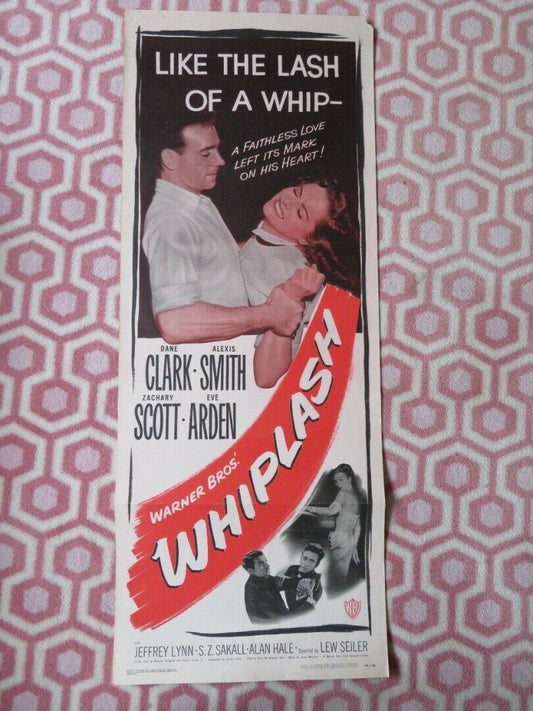 LIKE THE LASH
OF A WHIP–
A FAITHLESS LOVE
LEFT ITS MARK
ON HIS HEART!
DANE ALEXIS
CLARK · SMITH
ZACHARY EVE
SCOTT · ARDEN
WARNER BROS.'
WHIPLASH
WITH
JEFFREY LYNN · S. Z. SAKALL · ALAN HALE · Directed by LEW SEILER